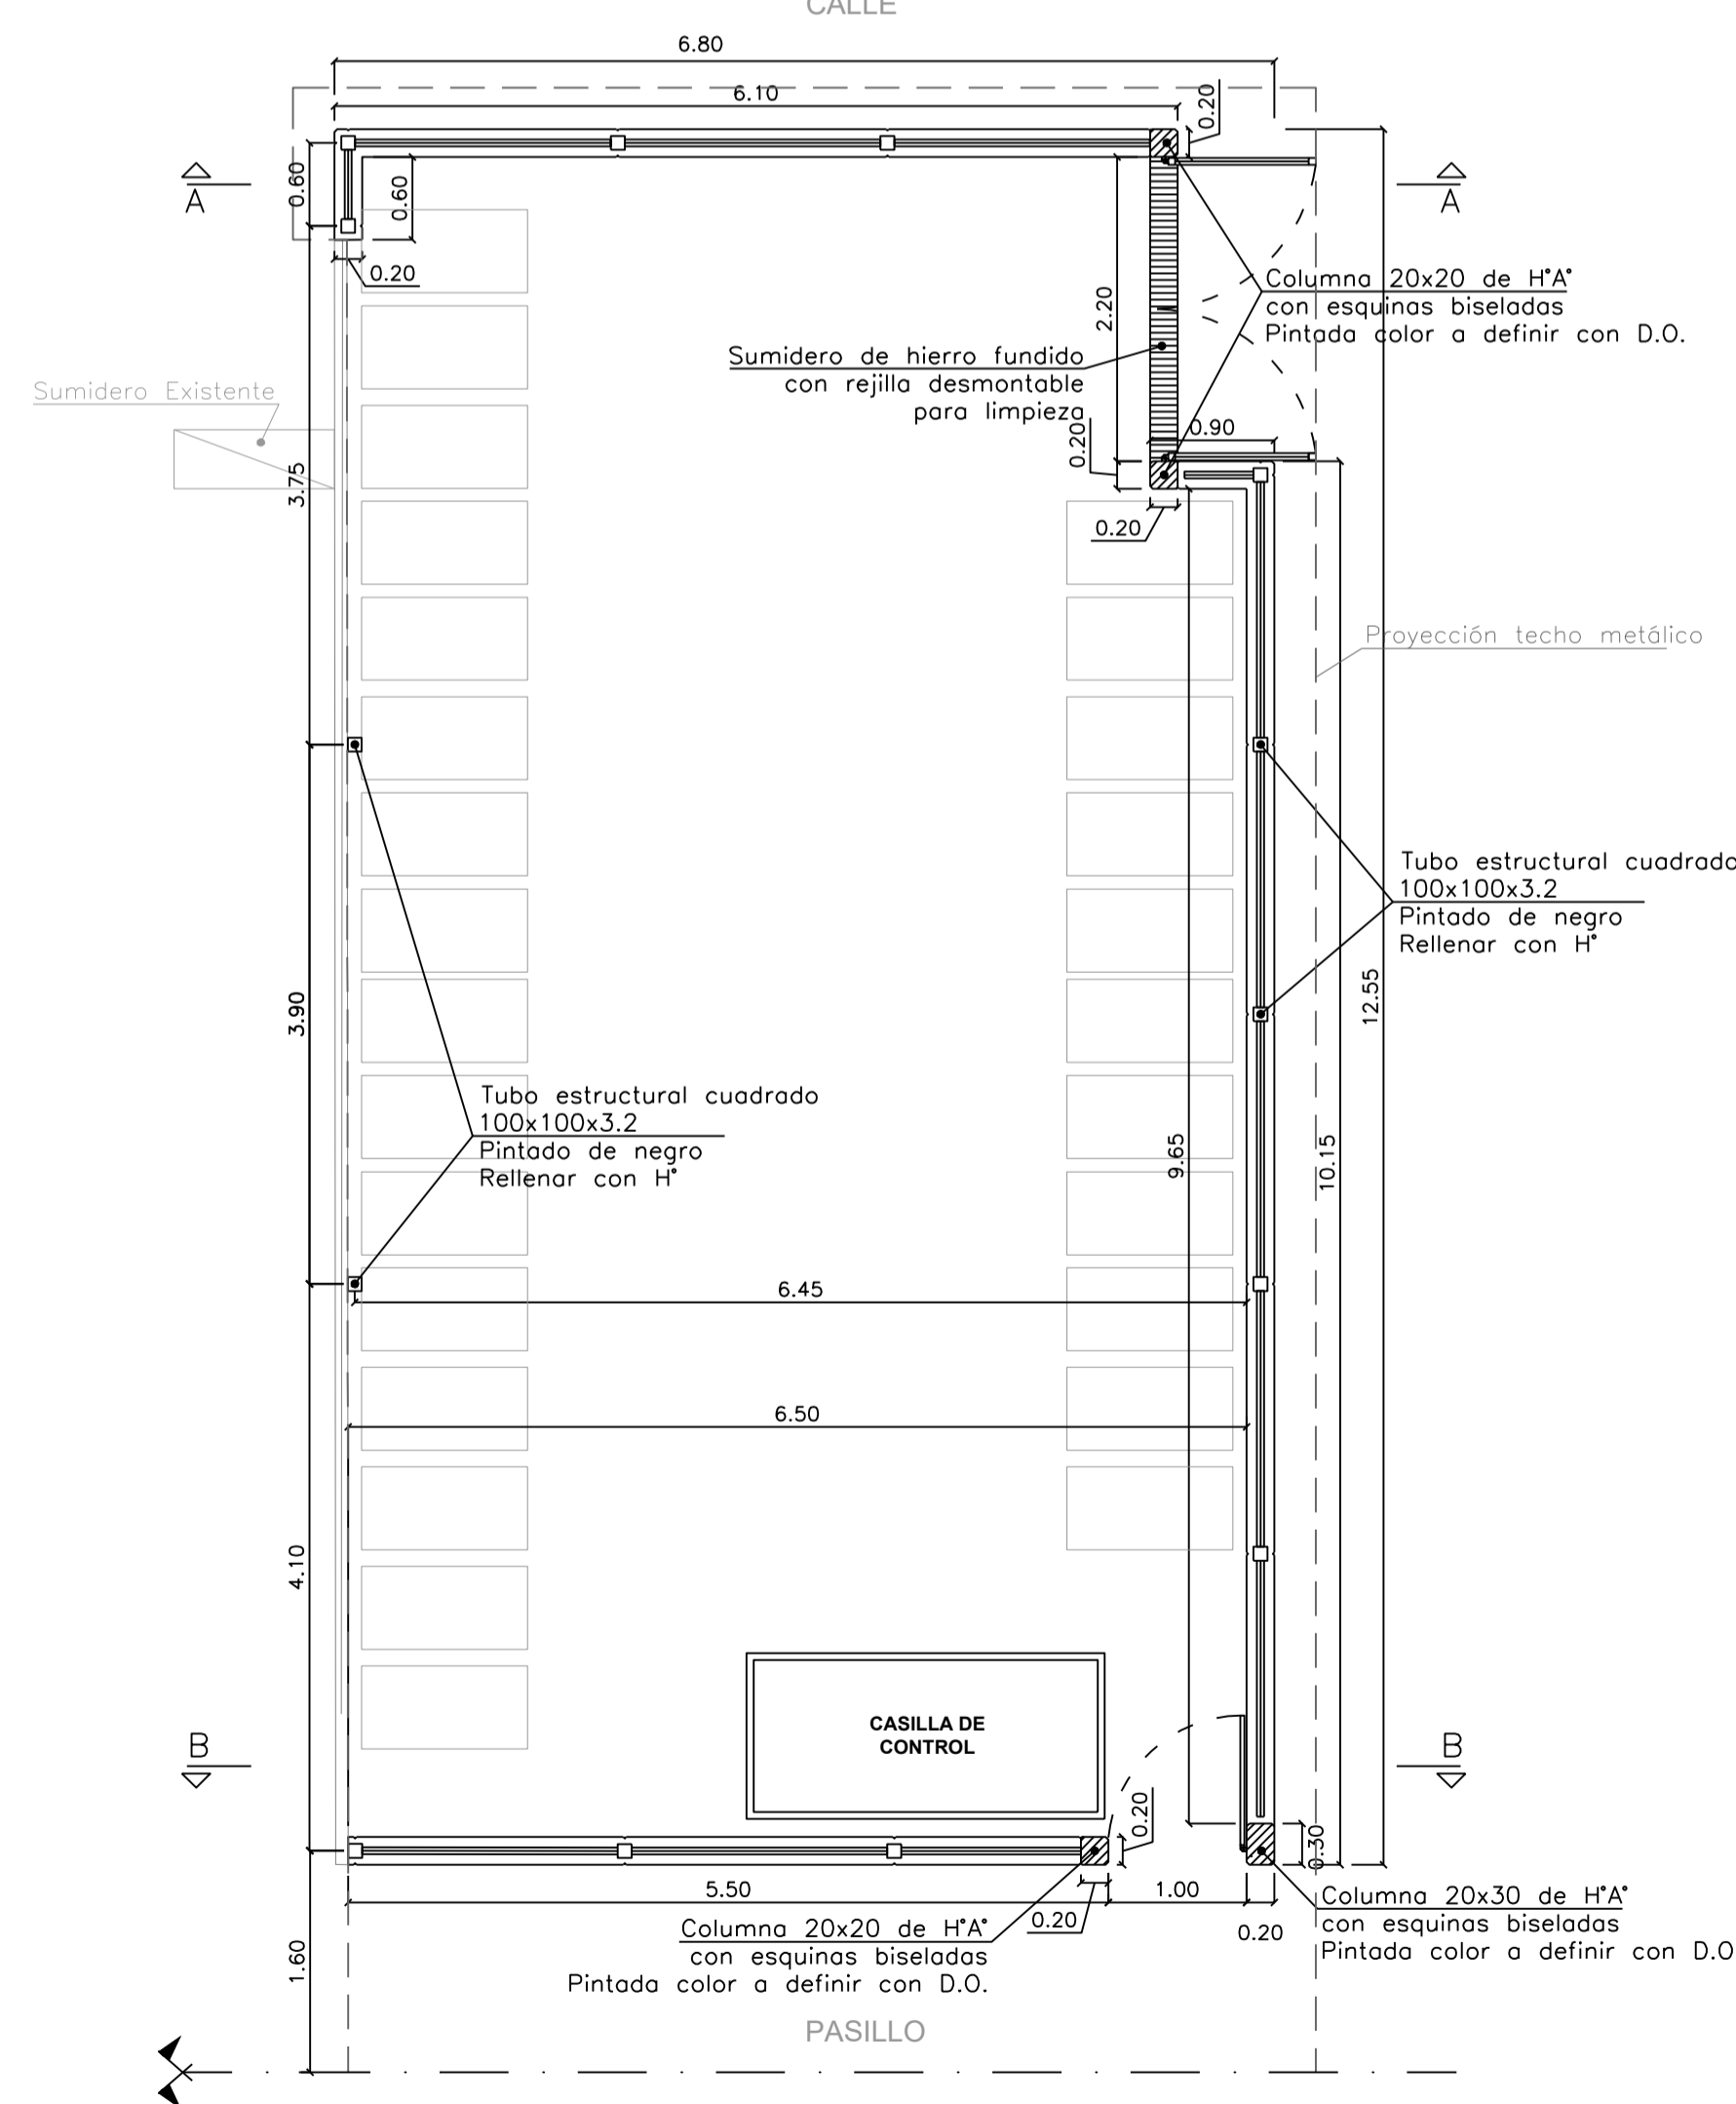 CALLE
6.80
6.10
0.20
0.60
0.60
A
A
0.20
Columna 20x20 de H°A°
con esquinas biseladas
Pintada color a definir con D.O.
2.20
Sumidero de hierro fundido
con rejilla desmontable
para limpieza
Sumidero Existente
0.20
0.90
3.75
0.20
Proyección techo metálico
Tubo estructural cuadrado
100x100x3.2
Pintado de negro
Rellenar con H°
12.55
3.90
Tubo estructural cuadrado
100x100x3.2
Pintado de negro
Rellenar con H°
9.65
10.15
6.45
6.50
4.10
CASILLA DE
CONTROL
B
B
0.20
0.30
5.50
1.00
0.20
0.20
Columna 20x20 de H°A°
con esquinas biseladas
Pintada color a definir con D.O.
Columna 20x30 de H°A°
con esquinas biseladas
Pintada color a definir con D.O
1.60
PASILLO